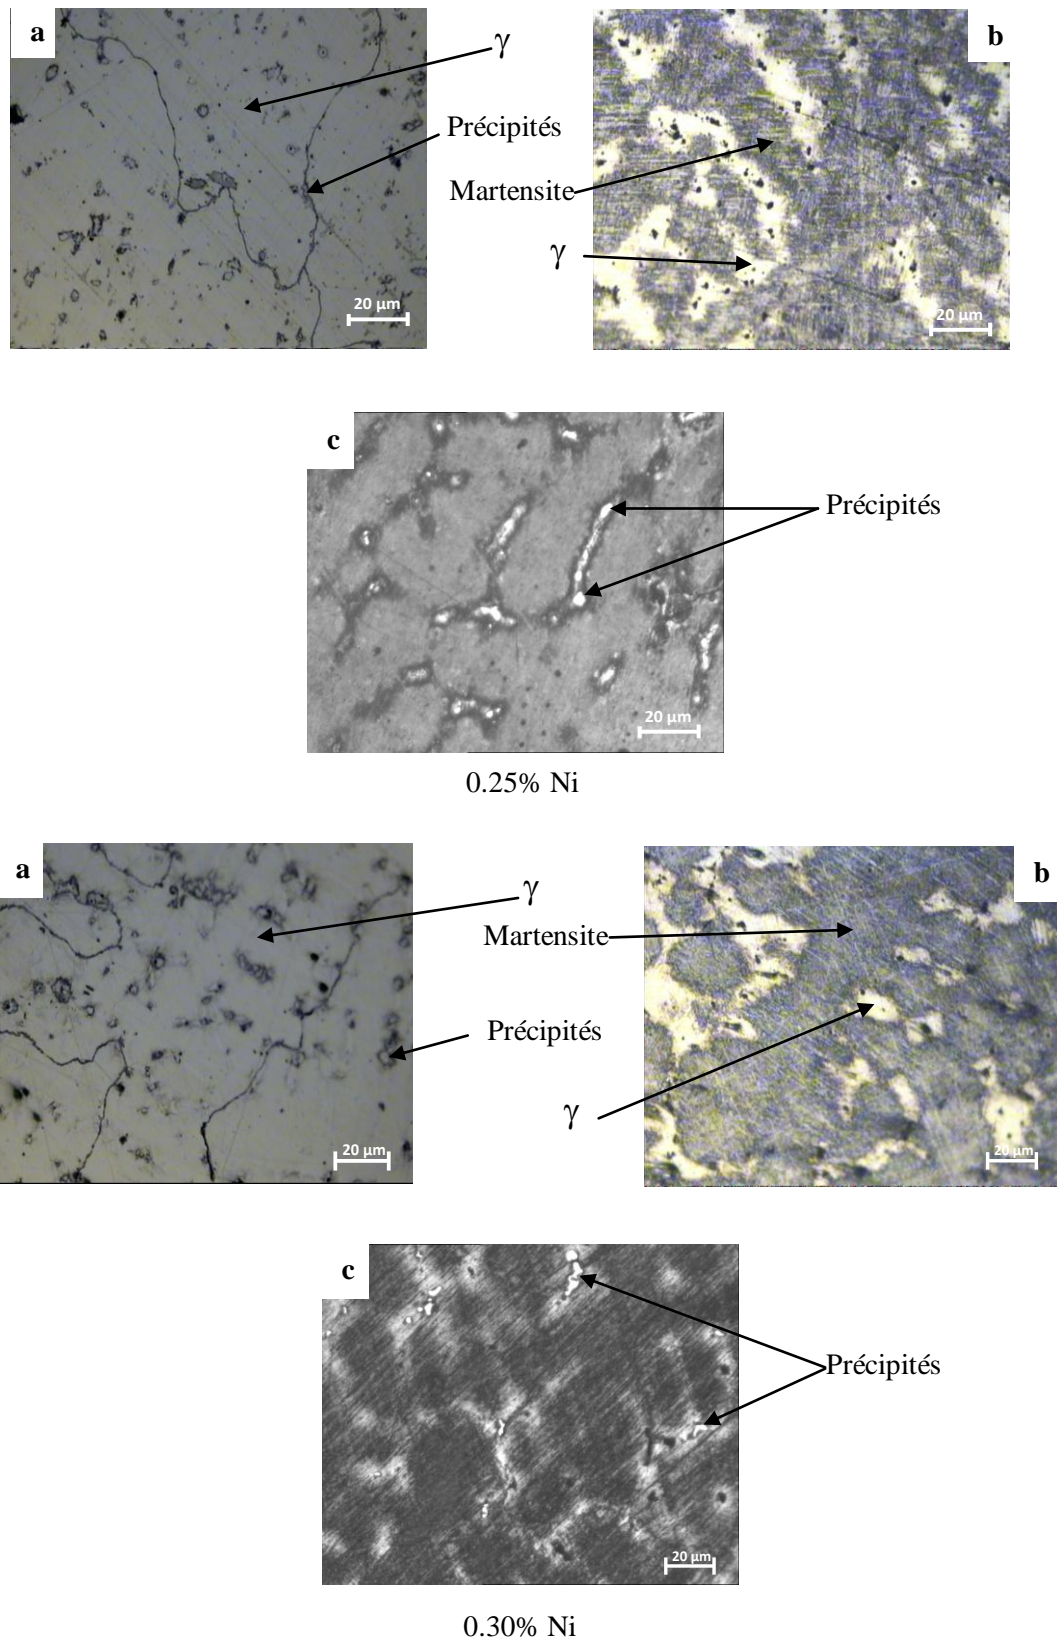 a
γ
Précipités
20 µm
b
Martensite
γ
20 µm
c
Précipités
20 µm
0.25% Ni
a
γ
Précipités
20 µm
b
Martensite
γ
20 µm
c
Précipités
20 µm
0.30% Ni